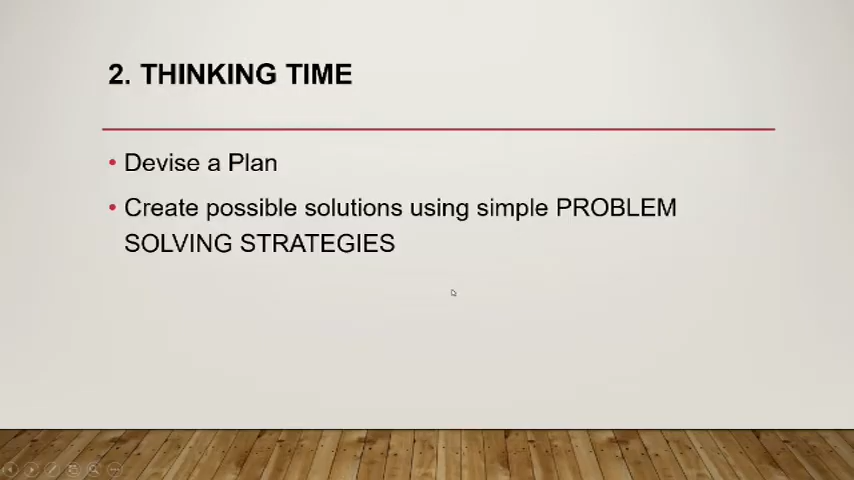 2. THINKING TIME
• Devise a Plan
• Create possible solutions using simple PROBLEM
SOLVING STRATEGIES